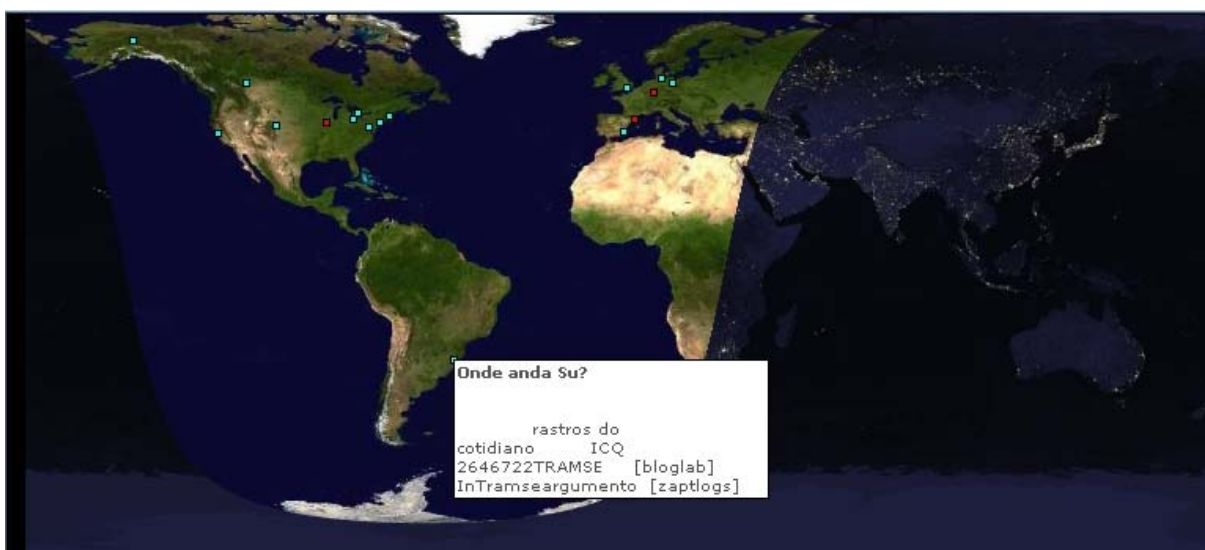 Onde anda Su?
rastros do
cotidiano ICQ
2646722TRAMSE [bloglab]
InTramseargumento [zaptlogs]